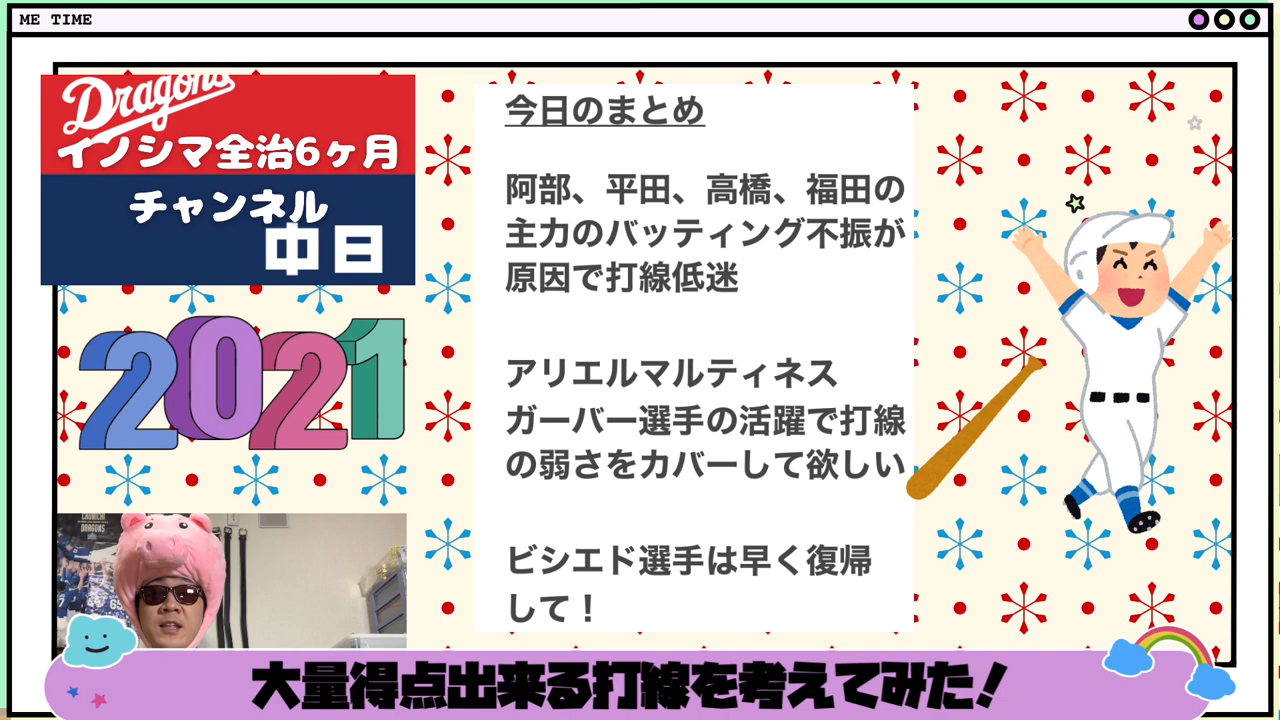 ME TIME
Dragons
イノシマ全治6ヶ月
チャンネル
中日
2021
CHUNICHI
DRAGONS
今日のまとめ
阿部、平田、高橋、福田の
主力のバッティング不振が
原因で打線低迷
アリエルマルティネス
ガーバー選手の活躍で打線
の弱さをカバーして欲しい
ビシエド選手は早く復帰
して!
大量得点出来る打線を考えてみた!